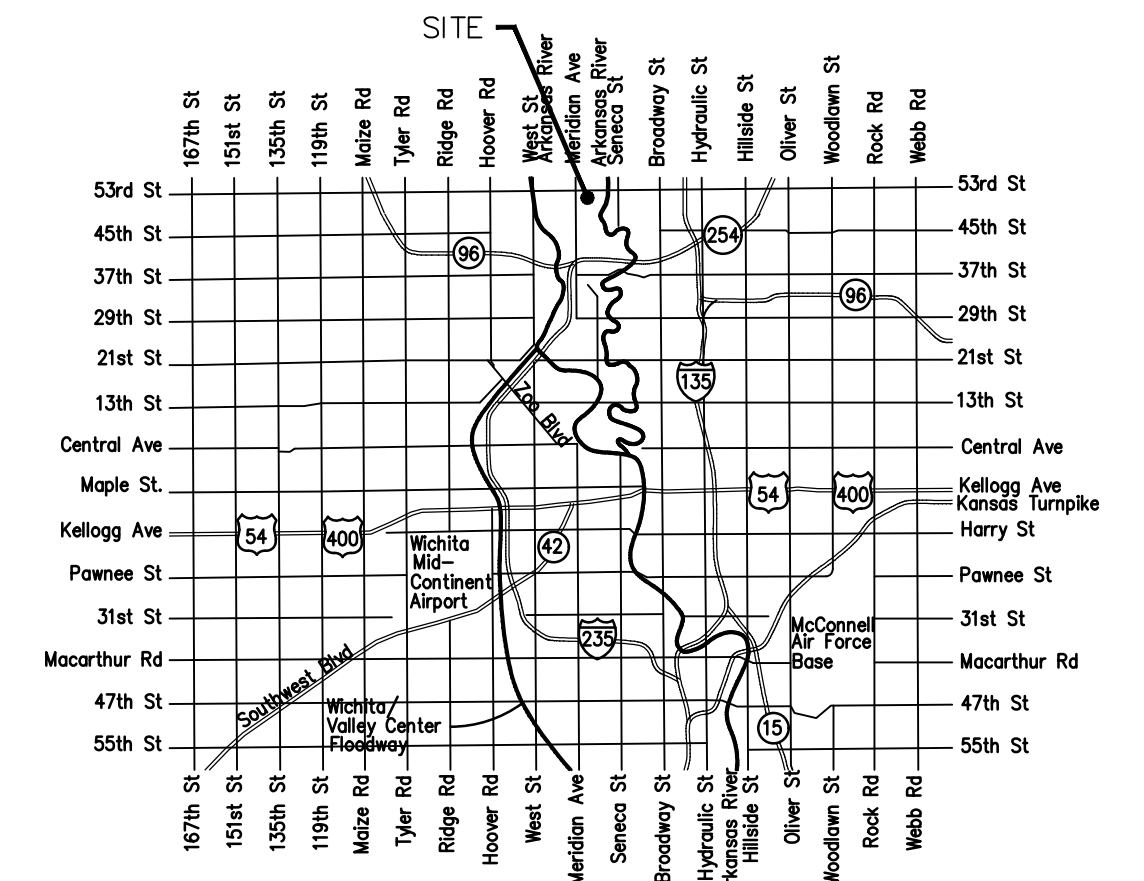 SITE
167th St
151st St
135th St
119th St
Maize Rd
Tyler Rd
Ridge Rd
Hoover Rd
West St
Arkansas River
Meridian Ave
Arkansas River
Seneca St
Broadway St
Hydraulic St
Hillside St
Oliver St
Woodlawn St
Rock Rd
Webb Rd
53rd St
53rd St
45th St
96
254
45th St
37th St
37th St
96
29th St
29th St
21st St
21st St
135
13th St
Zoo Blvd
13th St
Central Ave
Central Ave
Maple St.
54
400
Kellogg Ave
Kansas Turnpike
Kellogg Ave
54
400
42
Harry St
Wichita
Mid-
Continent
Airport
Pawnee St
Pawnee St
31st St
235
31st St
McConnell
Air Force
Base
Macarthur Rd
Macarthur Rd
Southwest Blvd
47th St
Wichita/
Valley Center
Floodway
47th St
15
55th St
55th St
167th St
151st St
135th St
119th St
Maize Rd
Tyler Rd
Ridge Rd
Hoover Rd
West St
Meridian Ave
Seneca St
Broadway St
Hydraulic St
kansas River
Hillside St
Oliver St
Woodlawn St
Rock Rd
Webb Rd